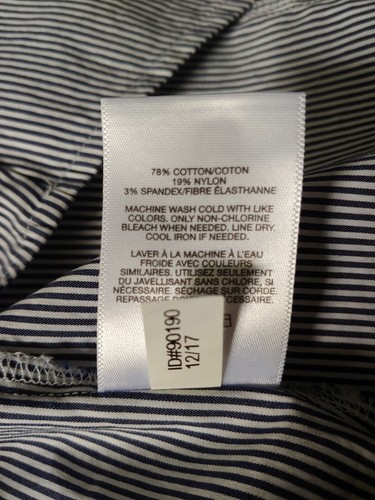 78% COTTON/COTON
19% NYLON
3% SPANDEX/FIBRE ÉLASTHANNE
MACHINE WASH COLD WITH LIKE
COLORS. ONLY NON-CHLORINE
BLEACH WHEN NEEDED. LINE DRY.
COOL IRON IF NEEDED.
LAVER À LA MACHINE À L'EAU
FROIDE AVEC COULEURS
SIMILAIRES. UTILISEZ SEULEMENT
DU JAVELLISANT SANS CHLORE, SI
NÉCESSAIRE. SÉCHAGE SUR CORDE.
REPASSAGE
ID#90190
12/17